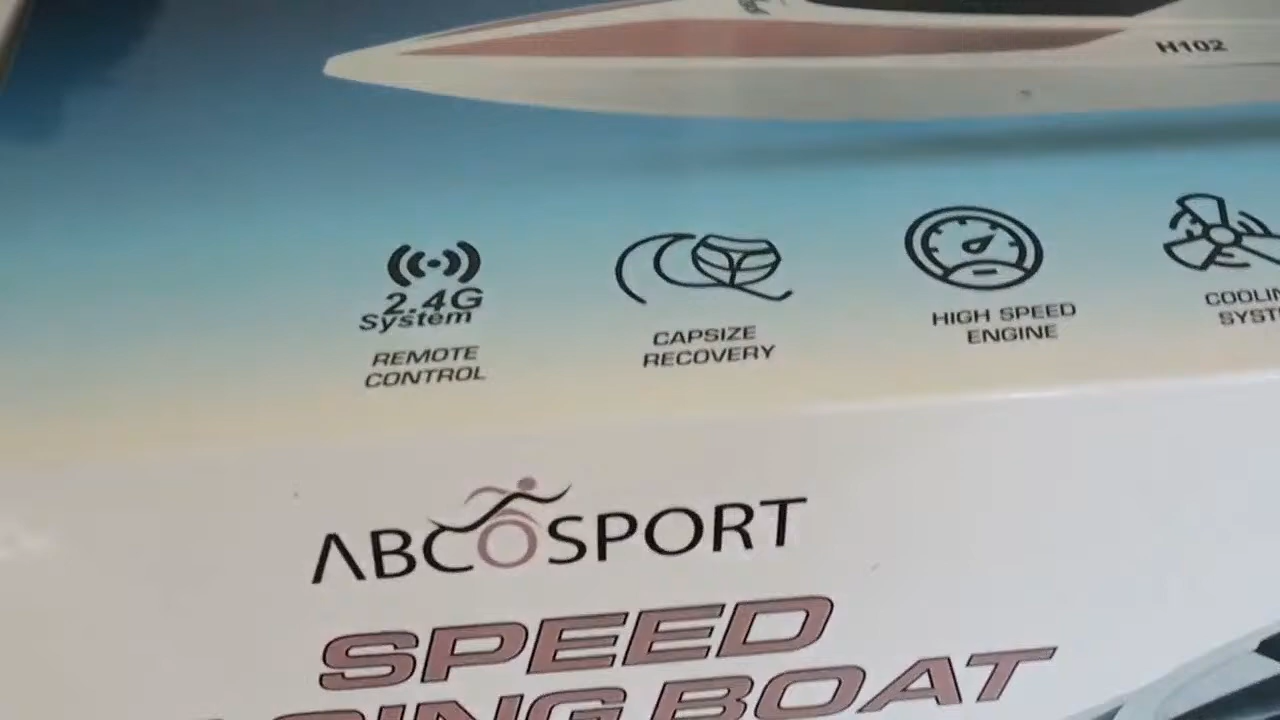 H102
2.4G
System
REMOTE
CONTROL
CAPSIZE
RECOVERY
HIGH SPEED
ENGINE
ABCOSPORT
SPEED
BOAT